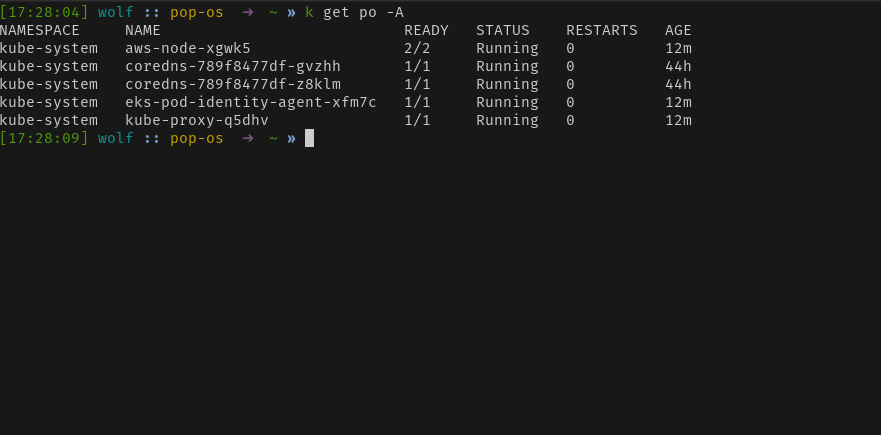 [17:28:04] wolf :: pop-os  ➜  ~ » k get po -A
NAMESPACE     NAME                           READY   STATUS    RESTARTS   AGE
kube-system   aws-node-xgwk5                 2/2     Running   0          12m
kube-system   coredns-789f8477df-gvzhh       1/1     Running   0          44h
kube-system   coredns-789f8477df-z8klm       1/1     Running   0          44h
kube-system   eks-pod-identity-agent-xfm7c   1/1     Running   0          12m
kube-system   kube-proxy-q5dhv               1/1     Running   0          12m
[17:28:09] wolf :: pop-os  ➜  ~ »